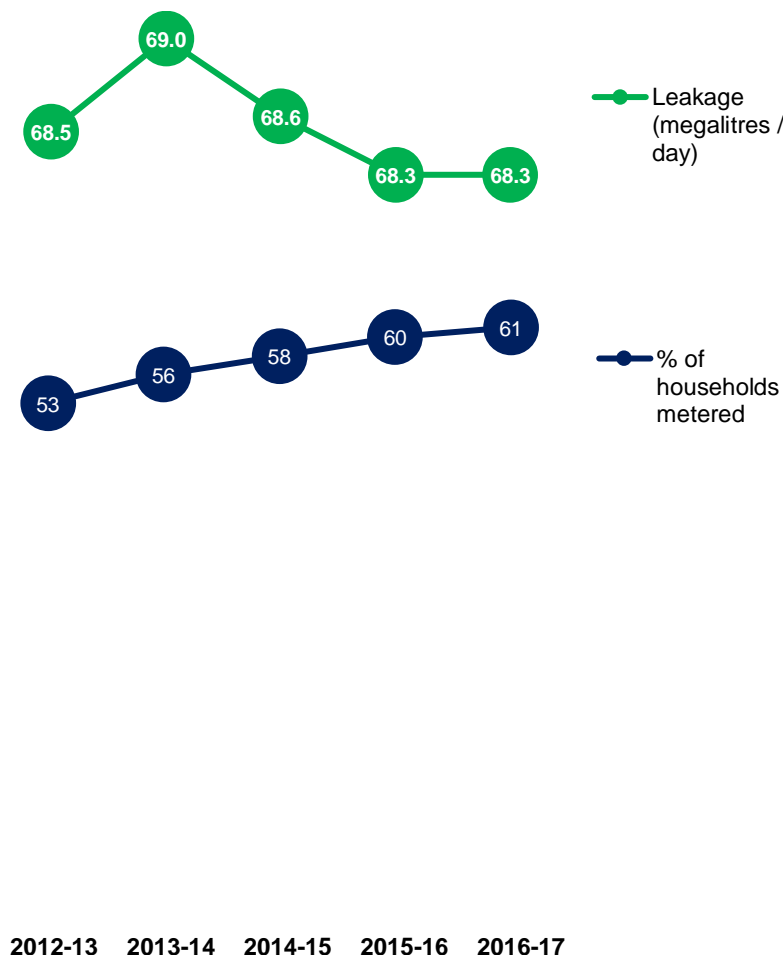 69.0
68.5
68.6
68.3
68.3
Leakage
(megalitres /
day)
53
56
58
60
61
% of
households
metered
2012-13 2013-14 2014-15 2015-16 2016-17